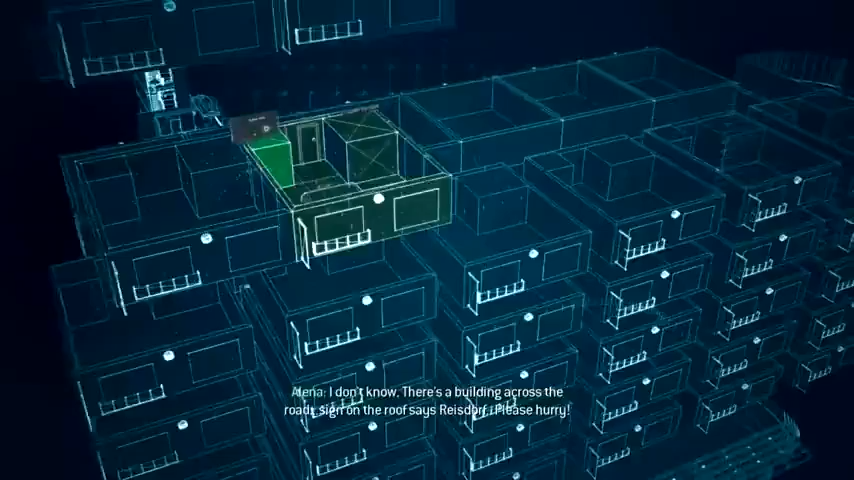 Alena: I don't know. There's a building across the
road, sign on the roof says Reisdorf. Please hurry!